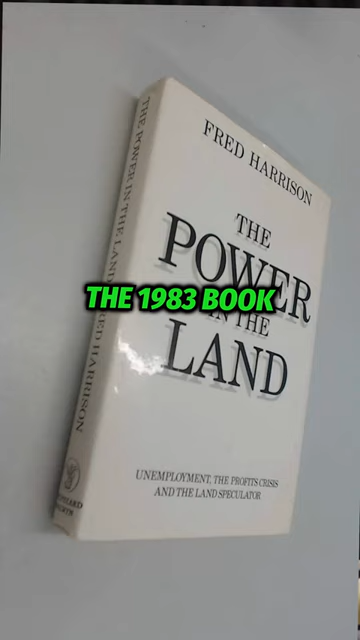 FRED HARRISON
THE
POWER
IN THE
LAND
THE 1983 BOOK
UNEMPLOYMENT, THE PROFITS CRISIS
AND THE LAND SPECULATOR
THE POWER IN THE LAND
FRED HARRISON